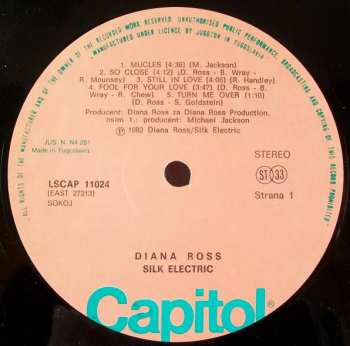 ALL RIGHTS OF THE MANUFACTURER AND OF THE OWNER OF THE RECORDED WORK RESERVED. UNAUTHORISED PUBLIC PERFORMANCE, BROADCASTING AND COPYING OF THIS RECORD PROHIBITED
MANUFACTURED UNDER LICENCE BY JUGOTON IN YUGOSLAVIA
1. MUCLES [4:36] (M. Jackson)
2. SO CLOSE [4:12] (D. Ross - B. Wray -
R. Mounsey) 3. STILL IN LOVE [4:06] (R. Handley)
4. FOOL FOR YOUR LOVE [3:47] (D. Ross - B.
Wray - R. Chew) 5. TURN ME OVER [1:10]
(D. Ross - S. Goldstein)
Producent: Diana Ross za Diana Ross Production.
osim 1.: producent: Michael Jackson
℗ 1982 Diana Ross/Silk Electric
JUS. N. N4 251
Made in Yugoslavia
STEREO
LSCAP 11024
[EAST 27313]
SOKOJ
ST 33
Strana 1
DIANA ROSS
SILK ELECTRIC
Capitol®